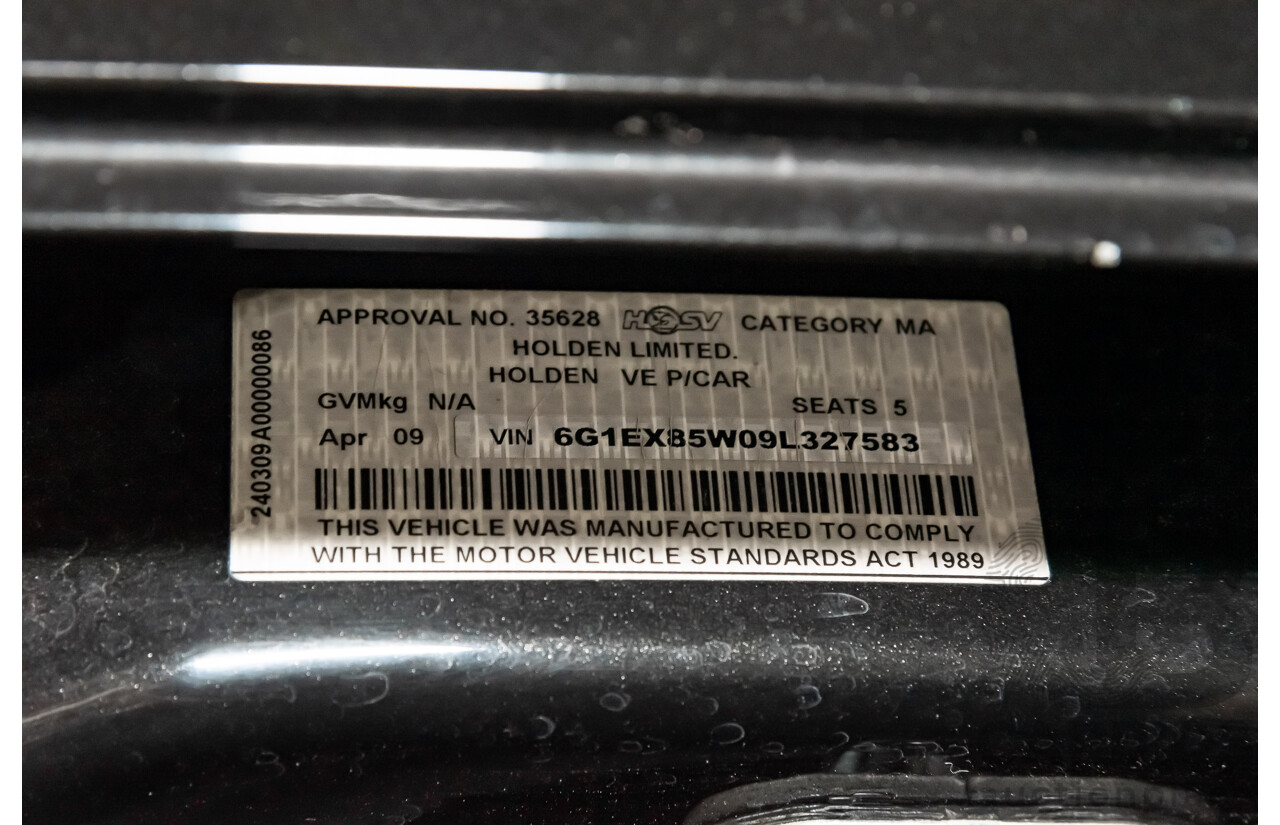 APPROVAL NO. 35628 HSV CATEGORY MA
HOLDEN LIMITED.
HOLDEN VE P/CAR
GVMkg N/A SEATS 5
Apr 09 VIN 6G1EX85W09L327583
THIS VEHICLE WAS MANUFACTURED TO COMPLY
WITH THE MOTOR VEHICLE STANDARDS ACT 1989
240309A00000086